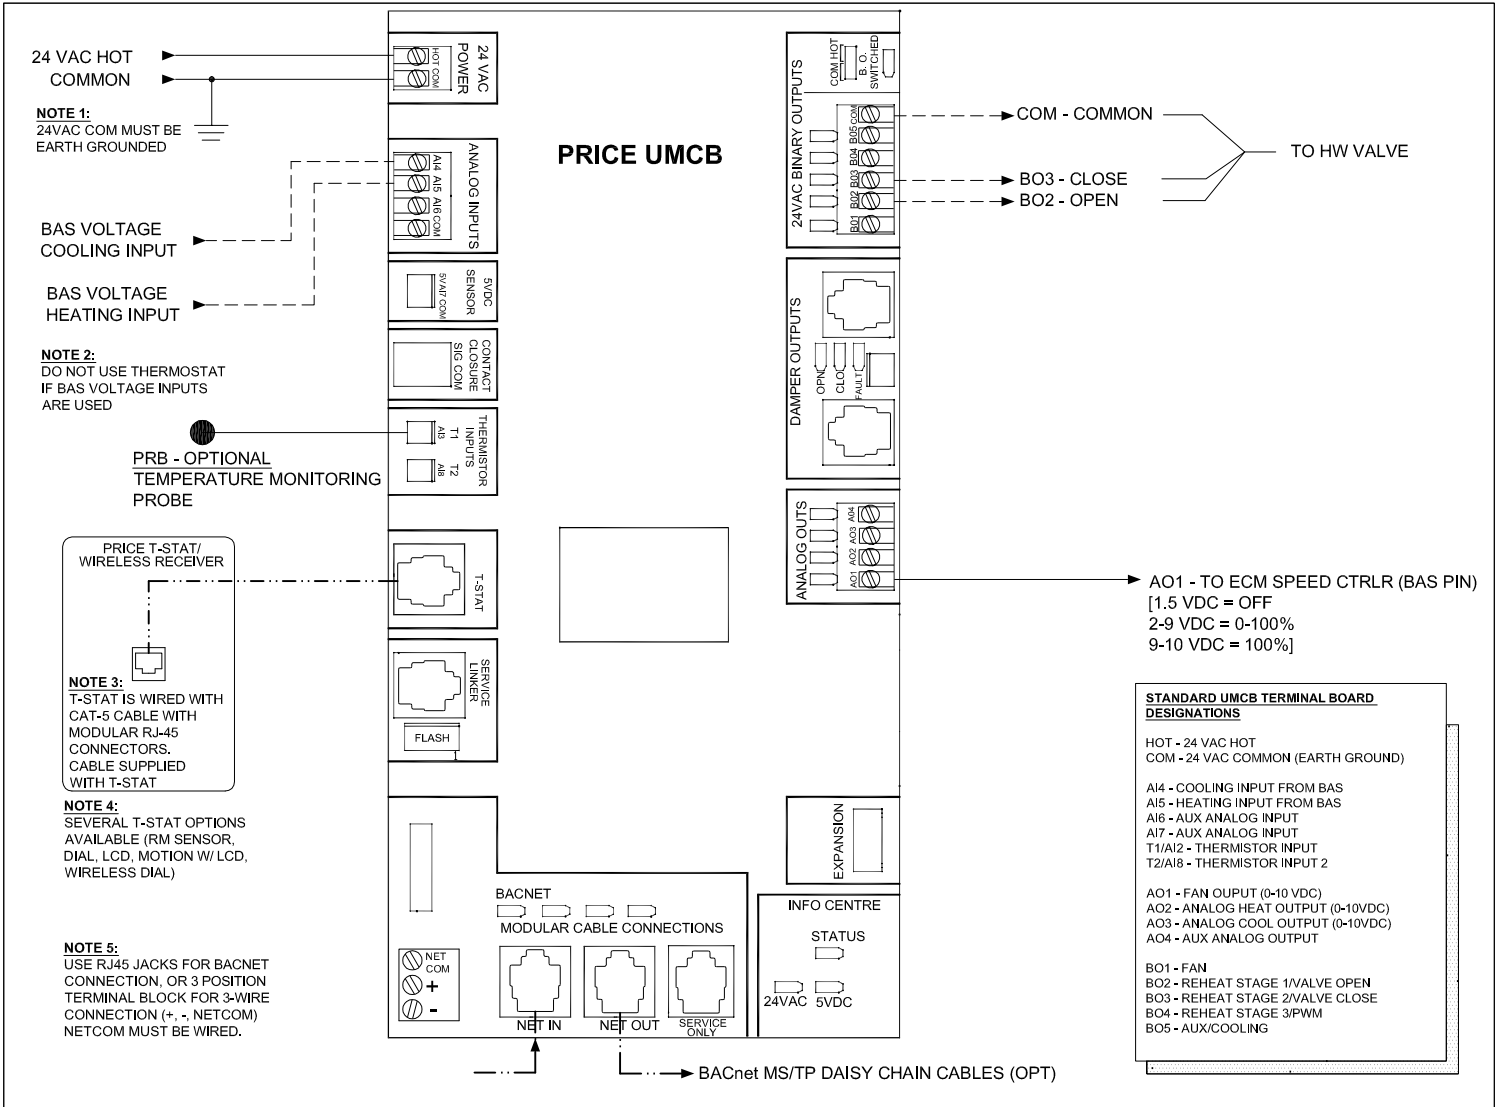 24 VAC HOT
COMMON
NOTE 1:
24VAC COM MUST BE
EARTH GROUNDED
BAS VOLTAGE
COOLING INPUT
BAS VOLTAGE
HEATING INPUT
NOTE 2:
DO NOT USE THERMOSTAT
IF BAS VOLTAGE INPUTS
ARE USED
PRB - OPTIONAL
TEMPERATURE MONITORING
PROBE
PRICE T-STAT/
WIRELESS RECEIVER
NOTE 3:
T-STAT IS WIRED WITH
CAT-5 CABLE WITH
MODULAR RJ-45
CONNECTORS.
CABLE SUPPLIED
WITH T-STAT
NOTE 4:
SEVERAL T-STAT OPTIONS
AVAILABLE (RM SENSOR,
DIAL, LCD, MOTION W/ LCD,
WIRELESS DIAL)
NOTE 5:
USE RJ45 JACKS FOR BACNET
CONNECTION, OR 3 POSITION
TERMINAL BLOCK FOR 3-WIRE
CONNECTION (+, -, NETCOM)
NETCOM MUST BE WIRED.
24 VAC
POWER
HOT COM
ANALOG INPUTS
AI4 AI5 AI6 COM
5VDC
SENSOR
5V AI7 COM
CONTACT
CLOSURE
SIG COM
THERMISTOR
INPUTS
T1
AI3
T2
AI8
T-STAT
SERVICE
LINKER
FLASH
PRICE UMCB
BACNET
MODULAR CABLE CONNECTIONS
NET
COM
+
-
NET IN
NET OUT
SERVICE
ONLY
24VAC BINARY OUTPUTS
COM HOT
B. O.
SWITCHED
COM
B05
B04
B03
B02
B01
DAMPER OUTPUTS
OPN
CLO
FAULT
ANALOG OUTS
A04
AO3
AO2
AO1
EXPANSION
INFO CENTRE
STATUS
24VAC
5VDC
BACnet MS/TP DAISY CHAIN CABLES (OPT)
COM - COMMON
BO3 - CLOSE
BO2 - OPEN
TO HW VALVE
AO1 - TO ECM SPEED CTRLR (BAS PIN)
[1.5 VDC = OFF
2-9 VDC = 0-100%
9-10 VDC = 100%]
STANDARD UMCB TERMINAL BOARD
DESIGNATIONS
HOT - 24 VAC HOT
COM - 24 VAC COMMON (EARTH GROUND)
AI4 - COOLING INPUT FROM BAS
AI5 - HEATING INPUT FROM BAS
AI6 - AUX ANALOG INPUT
AI7 - AUX ANALOG INPUT
T1/AI2 - THERMISTOR INPUT
T2/AI8 - THERMISTOR INPUT 2
AO1 - FAN OUPUT (0-10 VDC)
AO2 - ANALOG HEAT OUTPUT (0-10VDC)
AO3 - ANALOG COOL OUTPUT (0-10VDC)
AO4 - AUX ANALOG OUTPUT
BO1 - FAN
BO2 - REHEAT STAGE 1/VALVE OPEN
BO3 - REHEAT STAGE 2/VALVE CLOSE
BO4 - REHEAT STAGE 3/PWM
BO5 - AUX/COOLING